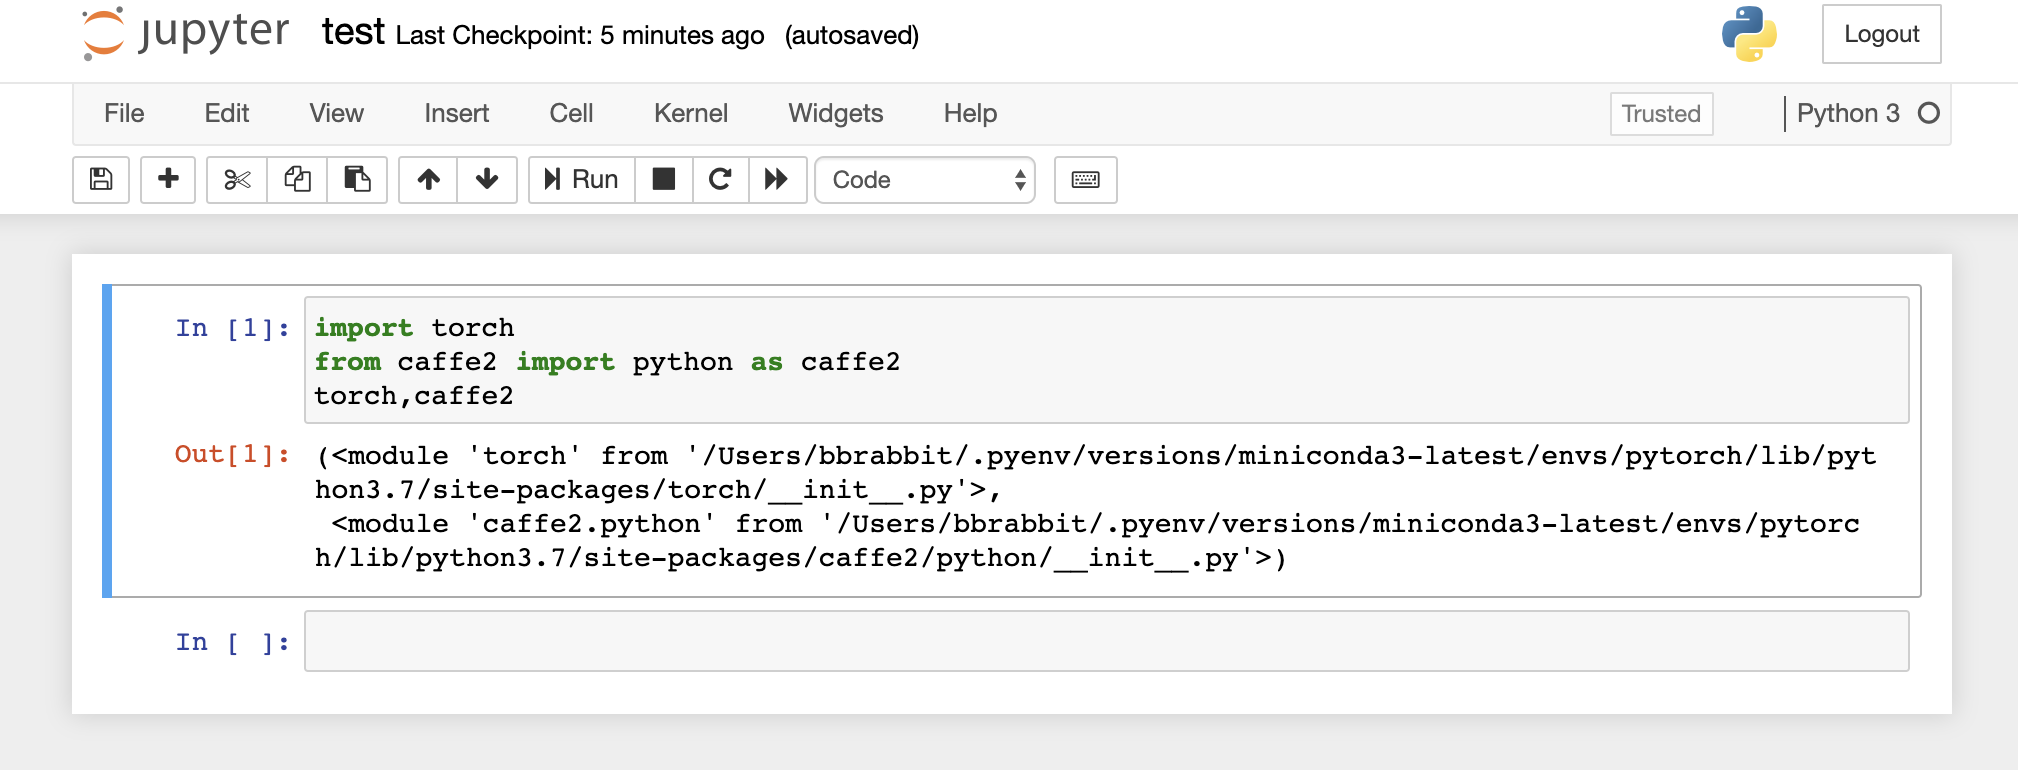 jupyter test Last Checkpoint: 5 minutes ago (autosaved) Logout
File Edit View Insert Cell Kernel Widgets Help Trusted Python 3
Run Code
In [1]: import torch
from caffe2 import python as caffe2
torch,caffe2
Out[1]: (<module 'torch' from '/Users/bbrabbit/.pyenv/versions/miniconda3-latest/envs/pytorch/lib/pyt
hon3.7/site-packages/torch/__init__.py'>,
<module 'caffe2.python' from '/Users/bbrabbit/.pyenv/versions/miniconda3-latest/envs/pytorc
h/lib/python3.7/site-packages/caffe2/python/__init__.py'>)
In [ ]: